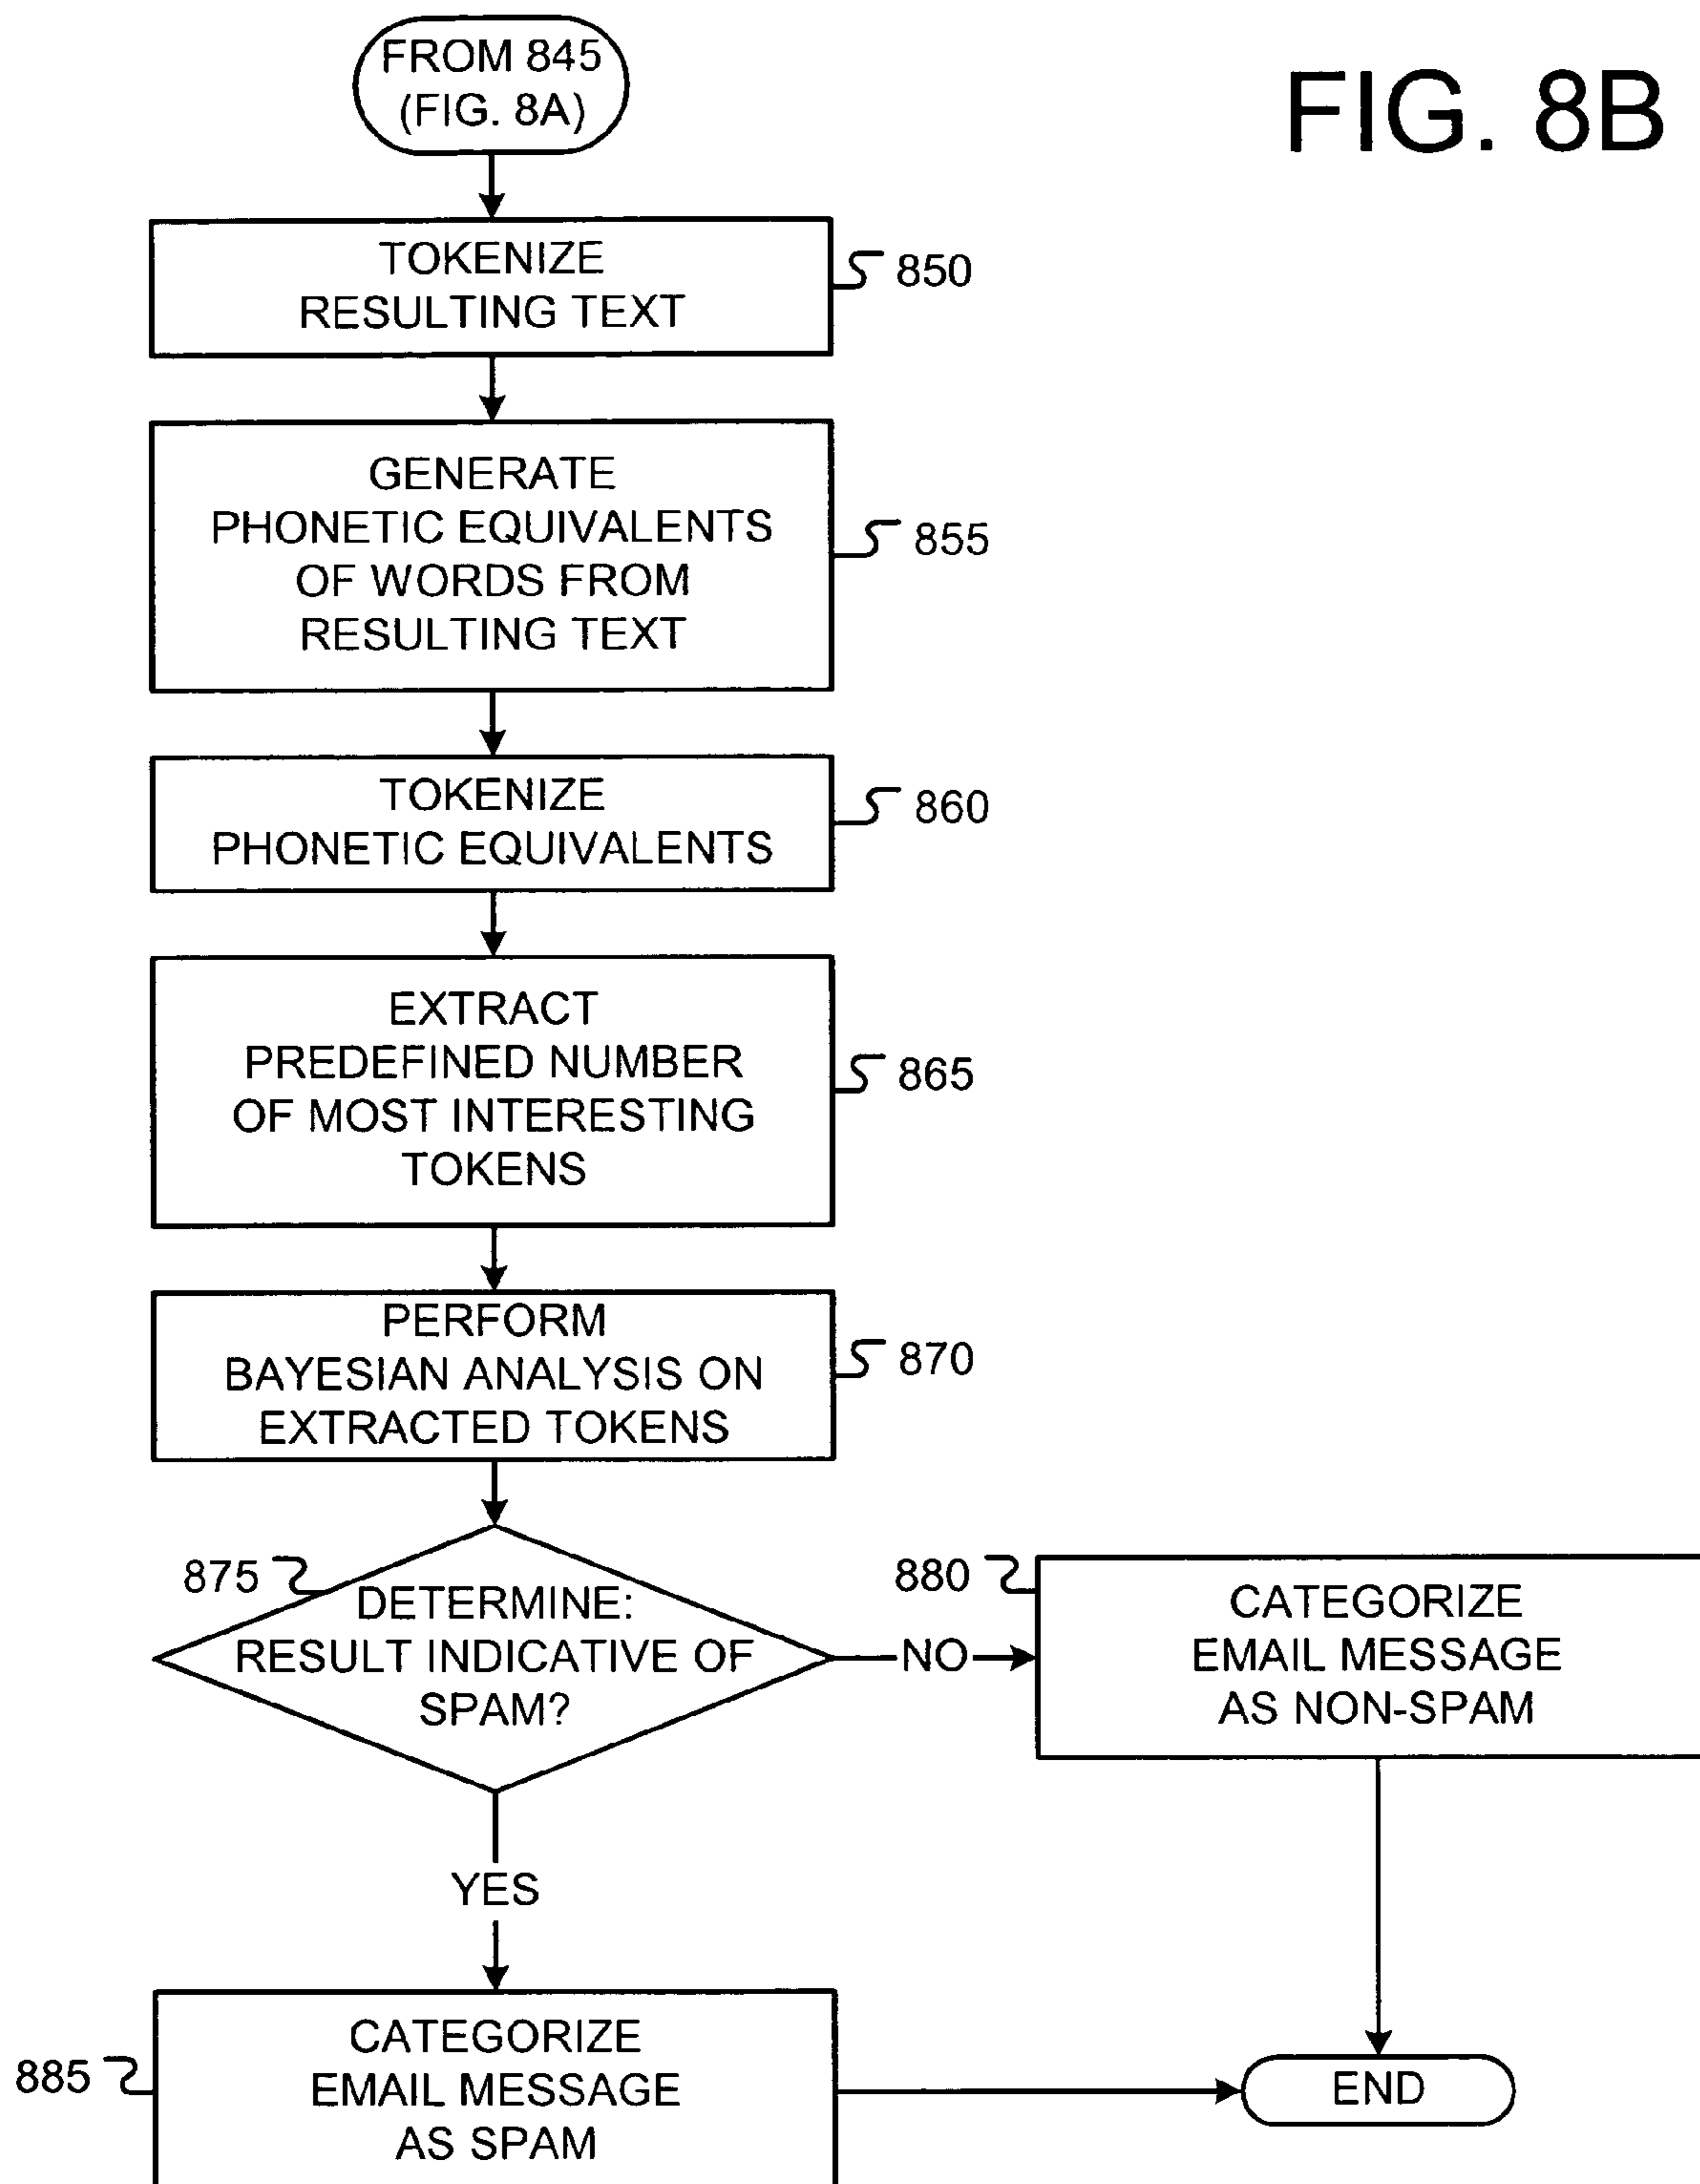 FROM 845
(FIG. 8A)
FIG. 8B
TOKENIZE
RESULTING TEXT
850
GENERATE
PHONETIC EQUIVALENTS
OF WORDS FROM
RESULTING TEXT
855
TOKENIZE
PHONETIC EQUIVALENTS
860
EXTRACT
PREDEFINED NUMBER
OF MOST INTERESTING
TOKENS
865
PERFORM
BAYESIAN ANALYSIS ON
EXTRACTED TOKENS
870
875
DETERMINE:
RESULT INDICATIVE OF
SPAM?
NO
880
CATEGORIZE
EMAIL MESSAGE
AS NON-SPAM
YES
885
CATEGORIZE
EMAIL MESSAGE
AS SPAM
END